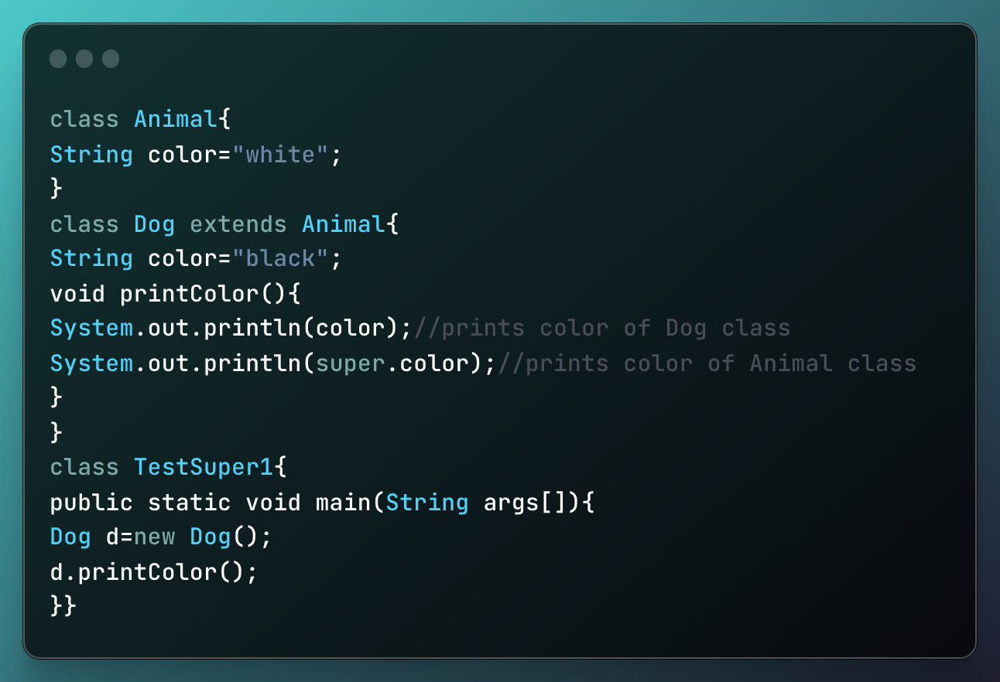 class Animal{
String color="white";
}
class Dog extends Animal{
String color="black";
void printColor(){
System.out.println(color);//prints color of Dog class
System.out.println(super.color);//prints color of Animal class
}
}
class TestSuper1{
public static void main(String args[]){
Dog d=new Dog();
d.printColor();
}}